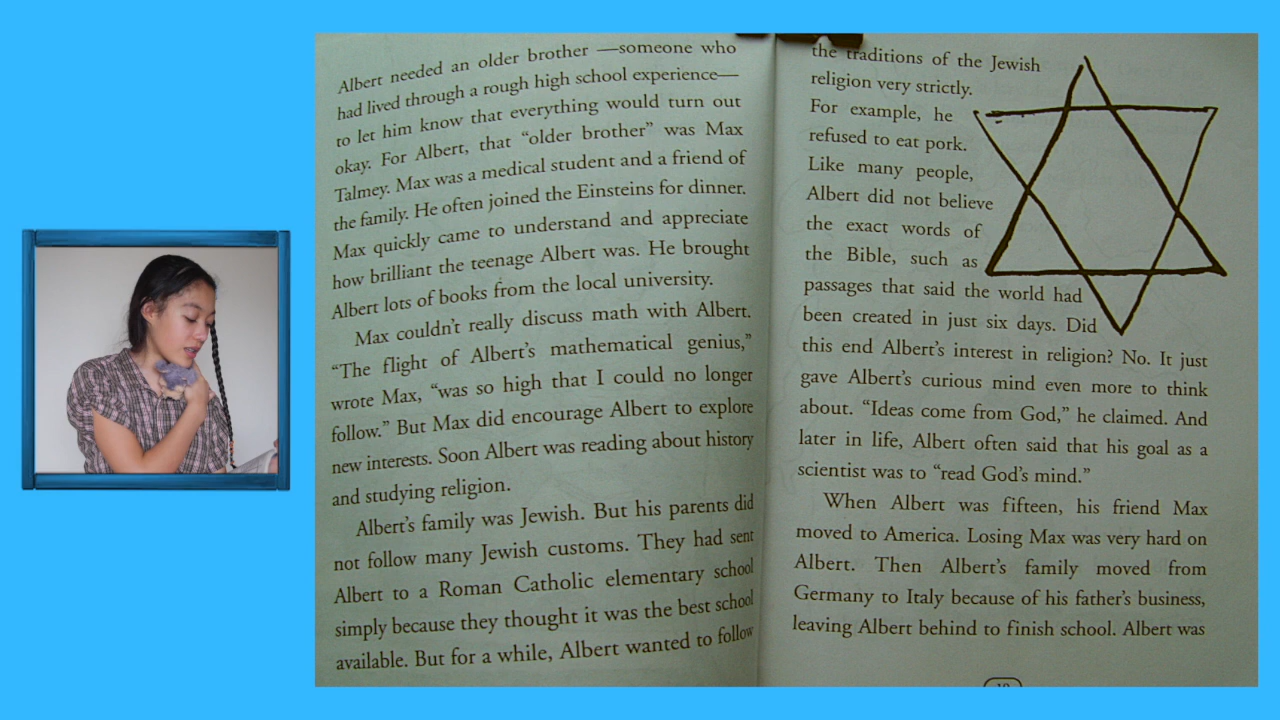 Albert needed an older brother —someone who
had lived through a rough high school experience—
to let him know that everything would turn out
okay. For Albert, that “older brother” was Max
Talmey. Max was a medical student and a friend of
the family. He often joined the Einsteins for dinner.
Max quickly came to understand and appreciate
how brilliant the teenage Albert was. He brought
Albert lots of books from the local university.
Max couldn’t really discuss math with Albert.
“The flight of Albert’s mathematical genius,”
wrote Max, “was so high that I could no longer
follow.” But Max did encourage Albert to explore
new interests. Soon Albert was reading about history
and studying religion.
Albert’s family was Jewish. But his parents did
not follow many Jewish customs. They had sent
Albert to a Roman Catholic elementary school
simply because they thought it was the best school
available. But for a while, Albert wanted to follow
the traditions of the Jewish
religion very strictly.
For example, he
refused to eat pork.
Like many people,
Albert did not believe
the exact words of
the Bible, such as
passages that said the world had
been created in just six days. Did
this end Albert’s interest in religion? No. It just
gave Albert’s curious mind even more to think
about. “Ideas come from God,” he claimed. And
later in life, Albert often said that his goal as a
scientist was to “read God’s mind.”
When Albert was fifteen, his friend Max
moved to America. Losing Max was very hard on
Albert. Then Albert’s family moved from
Germany to Italy because of his father’s business,
leaving Albert behind to finish school. Albert was